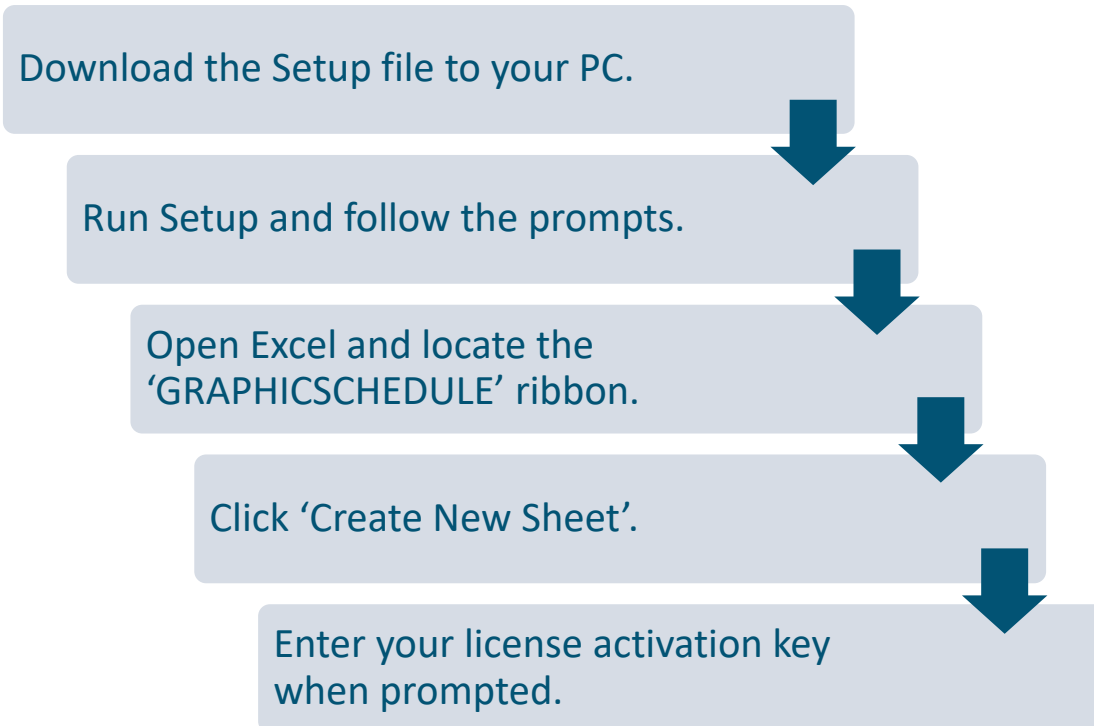 Download the Setup file to your PC.
Run Setup and follow the prompts.
Open Excel and locate the
‘GRAPHICSCHEDULE’ ribbon.
Click ‘Create New Sheet’.
Enter your license activation key
when prompted.